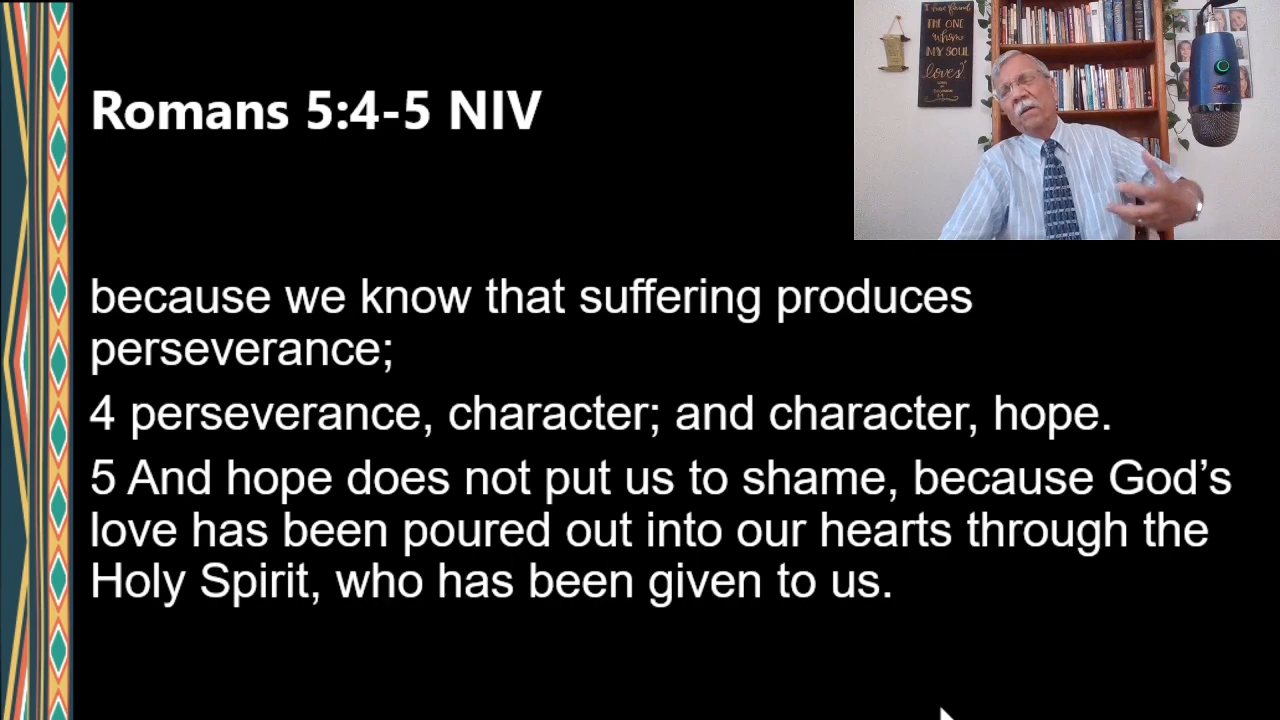 Romans 5:4-5 NIV
I have found
THE ONE
whom
MY SOUL
loves
because we know that suffering produces
perseverance;
4 perseverance, character; and character, hope.
5 And hope does not put us to shame, because God’s
love has been poured out into our hearts through the
Holy Spirit, who has been given to us.